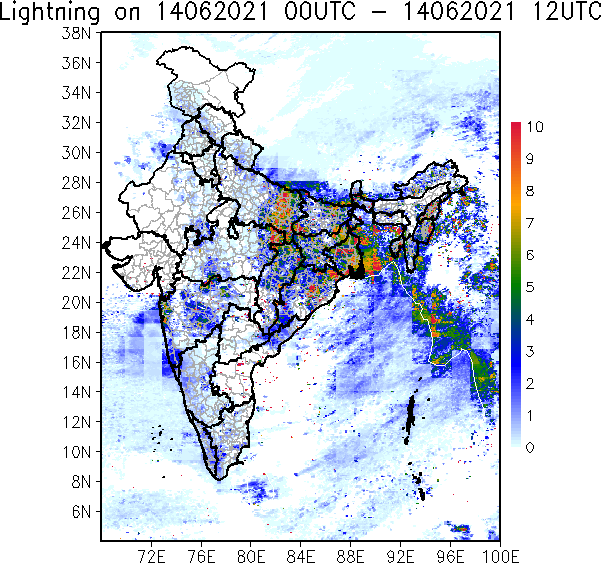 Lightning on 14062021 00UTC – 14062021 12UTC
38N
36N
34N
32N
30N
28N
26N
24N
22N
20N
18N
16N
14N
12N
10N
8N
6N
72E 76E 80E 84E 88E 92E 96E 100E
10
9
8
7
6
5
4
3
2
1
0